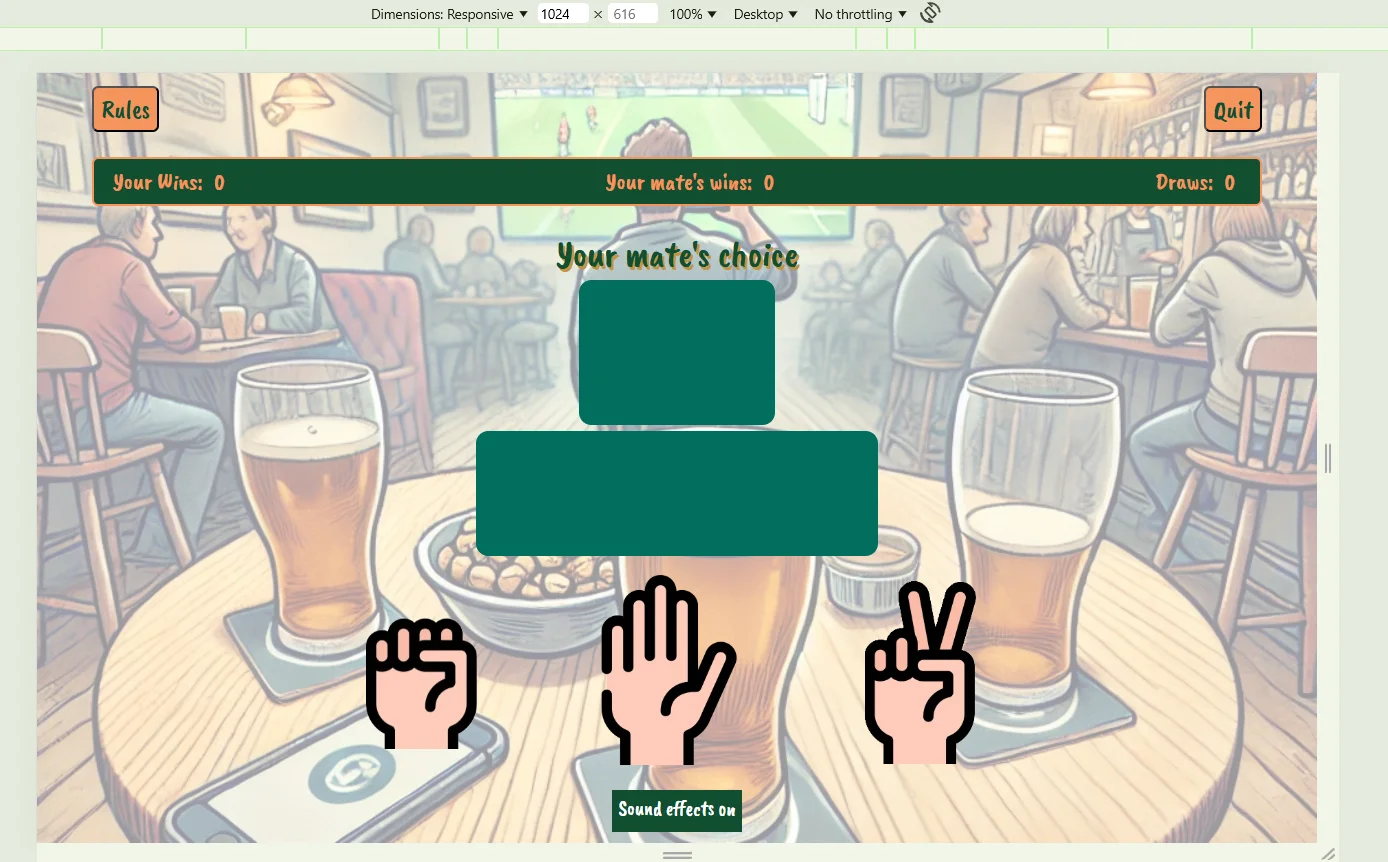 Dimensions: Responsive ▼ 1024 × 616 100% ▼ Desktop ▼ No throttling ▼
Rules
Quit
Your Wins: 0 Your mate's wins: 0 Draws: 0
Your mate's choice
Sound effects on